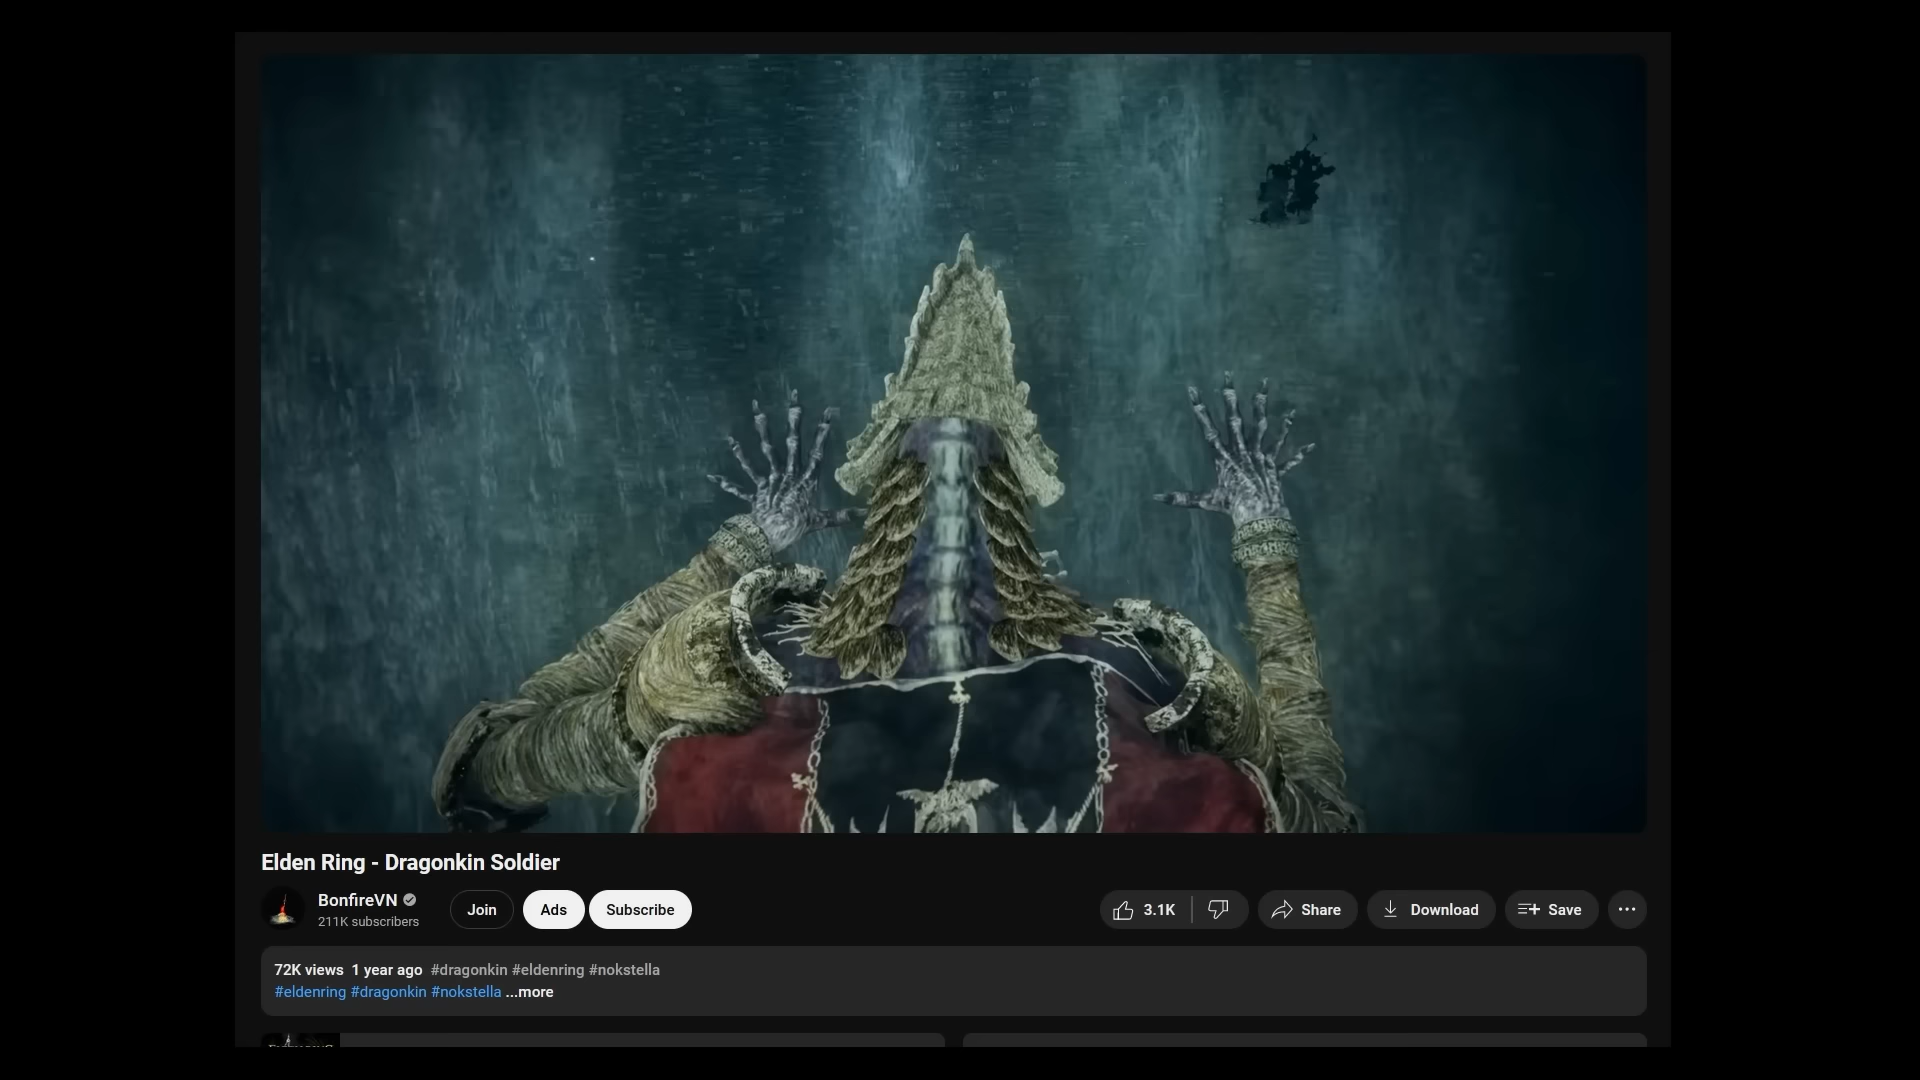 Elden Ring - Dragonkin Soldier
BonfireVN
211K subscribers
Join
Ads
Subscribe
3.1K
Share
Download
Save
72K views 1 year ago #dragonkin #eldenring #nokstella
#eldenring #dragonkin #nokstella ...more